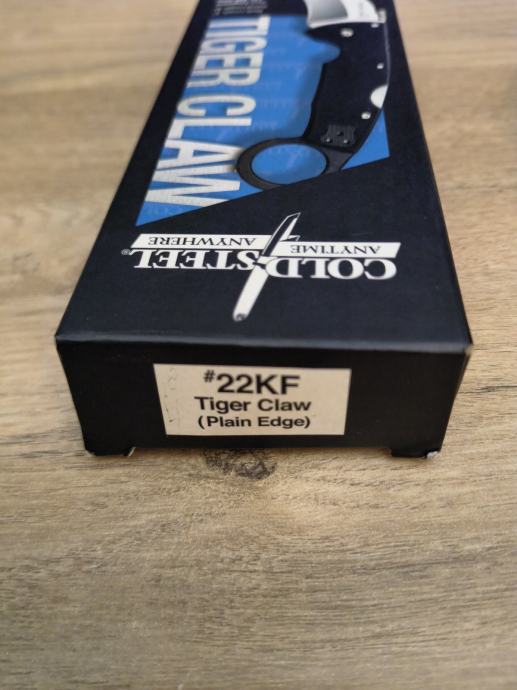 TIGER CLAW
COLD STEEL®
ANYTIME ANYWHERE
#22KF
Tiger Claw
(Plain Edge)